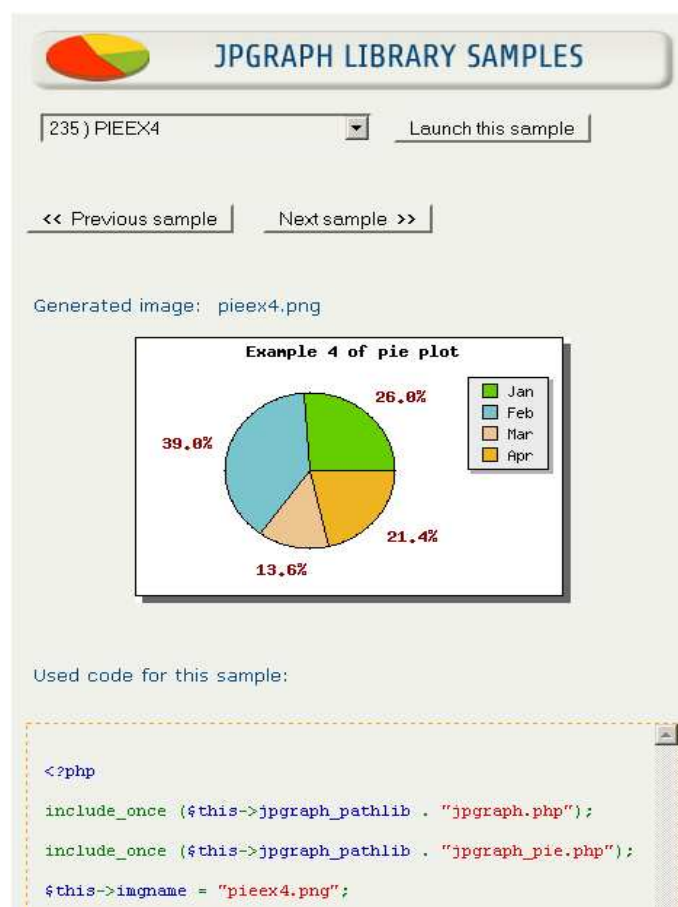 JPGRAPH LIBRARY SAMPLES
235 ) PIEEX4
Launch this sample
<< Previous sample
Next sample >>
Generated image: pieex4.png
Example 4 of pie plot
26.0%
39.0%
21.4%
13.6%
Jan
Feb
Mar
Apr
Used code for this sample:
<?php
include_once ($this->jpgraph_pathlib . "jpgraph.php");
include_once ($this->jpgraph_pathlib . "jpgraph_pie.php");
$this->imgname = "pieex4.png";